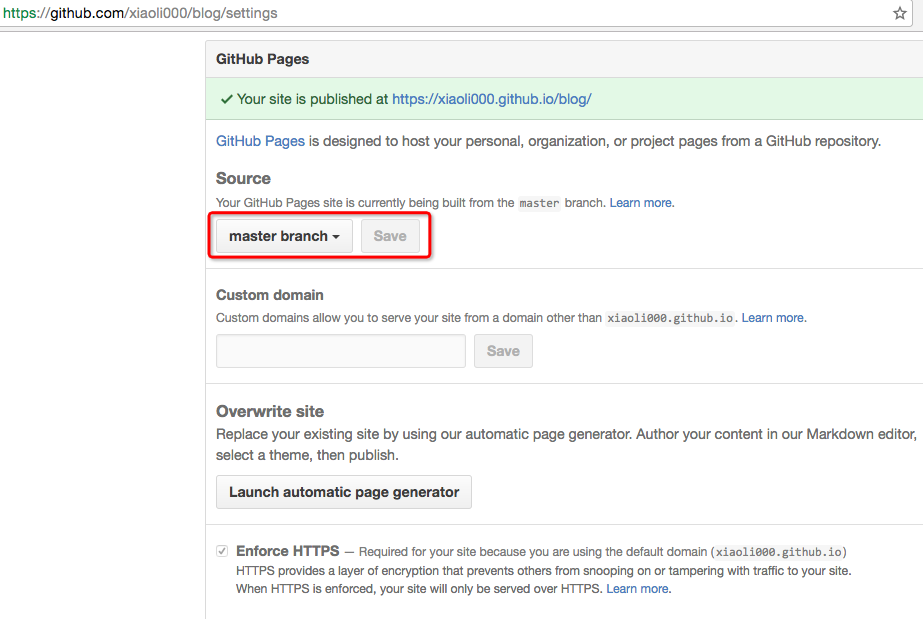 https://github.com/xiaoli000/blog/settings
GitHub Pages
Your site is published at https://xiaoli000.github.io/blog/
GitHub Pages is designed to host your personal, organization, or project pages from a GitHub repository.
Source
Your GitHub Pages site is currently being built from the master branch. Learn more.
master branch Save
Custom domain
Custom domains allow you to serve your site from a domain other than xiaoli000.github.io. Learn more.
Save
Overwrite site
Replace your existing site by using our automatic page generator. Author your content in our Markdown editor,
select a theme, then publish.
Launch automatic page generator
Enforce HTTPS — Required for your site because you are using the default domain (xiaoli000.github.io)
HTTPS provides a layer of encryption that prevents others from snooping on or tampering with traffic to your site.
When HTTPS is enforced, your site will only be served over HTTPS. Learn more.